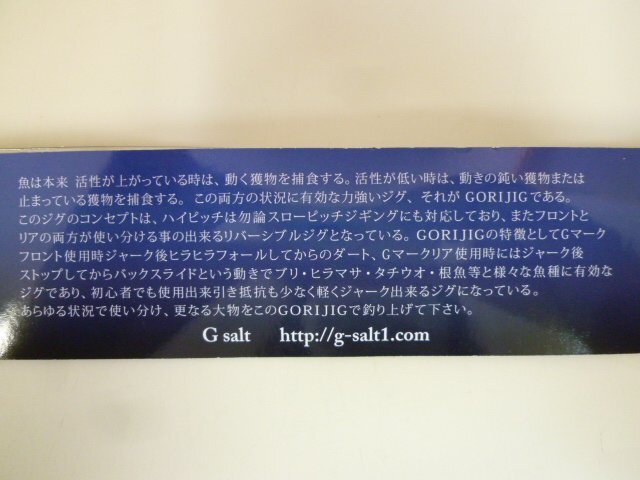 魚は本来 活性が上がっている時は、動く獲物を捕食する。活性が低い時は、動きの鈍い獲物または
止まっている獲物を捕食する。 この両方の状況に有効な力強いジグ、それが GORIJIGである。
このジグのコンセプトは、ハイピッチは勿論スローピッチジギングにも対応しており、またフロントと
リアの両方が使い分ける事の出来るリバーシブルジグとなっている。GORIJIGの特徴としてGマーク
フロント使用時ジャーク後ヒラヒラフォールしてからのダート、Gマークリア使用時にはジャーク後
ストップしてからバックスライドという動きでブリ・ヒラマサ・タチウオ・根魚等と様々な魚種に有効な
ジグであり、初心者でも使用出来引き抵抗も少なく軽くジャーク出来るジグになっている。
あらゆる状況で使い分け、更なる大物をこのGORIJIGで釣り上げて下さい。
G salt http://g-salt1.com